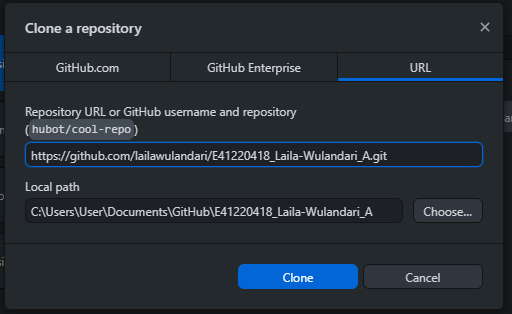 Clone a repository
GitHub.com
GitHub Enterprise
URL
Repository URL or GitHub username and repository
(hubot/cool-repo)
https://github.com/lailawulandari/E41220418_Laila-Wulandari_A.git
Local path
C:\Users\User\Documents\GitHub\E41220418_Laila-Wulandari_A
Choose...
Clone
Cancel